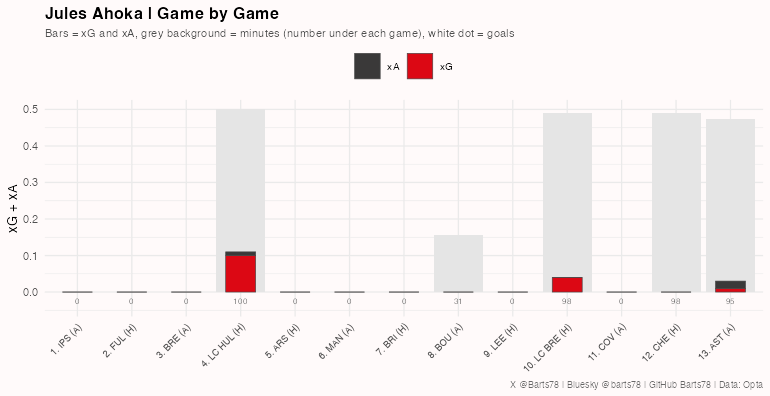 Jules Ahoka | Game by Game
Bars = xG and xA, grey background = minutes (number under each game), white dot = goals
xA xG
xG + xA
0.5
0.4
0.3
0.2
0.1
0.0
0 0 0 100 0 0 0 31 0 98 0 98 95
1. IPS (A)
2. FUL (H)
3. BRE (A)
4. LC HUL (H)
5. ARS (H)
6. MAN (A)
7. BRI (H)
8. BOU (A)
9. LEE (H)
10. LC BRE (H)
11. COV (A)
12. CHE (H)
13. AST (A)
X @Barts78 | Bluesky @barts78 | GitHub Barts78 | Data: Opta